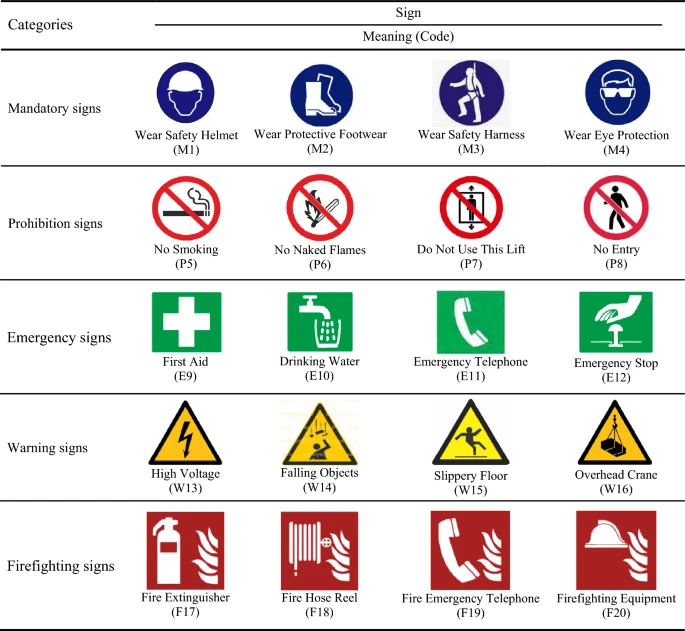 Categories
Sign
Meaning (Code)
Mandatory signs
Wear Safety Helmet
(M1)
Wear Protective Footwear
(M2)
Wear Safety Harness
(M3)
Wear Eye Protection
(M4)
Prohibition signs
No Smoking
(P5)
No Naked Flames
(P6)
Do Not Use This Lift
(P7)
No Entry
(P8)
Emergency signs
First Aid
(E9)
Drinking Water
(E10)
Emergency Telephone
(E11)
Emergency Stop
(E12)
Warning signs
High Voltage
(W13)
Falling Objects
(W14)
Slippery Floor
(W15)
Overhead Crane
(W16)
Firefighting signs
Fire Extinguisher
(F17)
Fire Hose Reel
(F18)
Fire Emergency Telephone
(F19)
Firefighting Equipment
(F20)